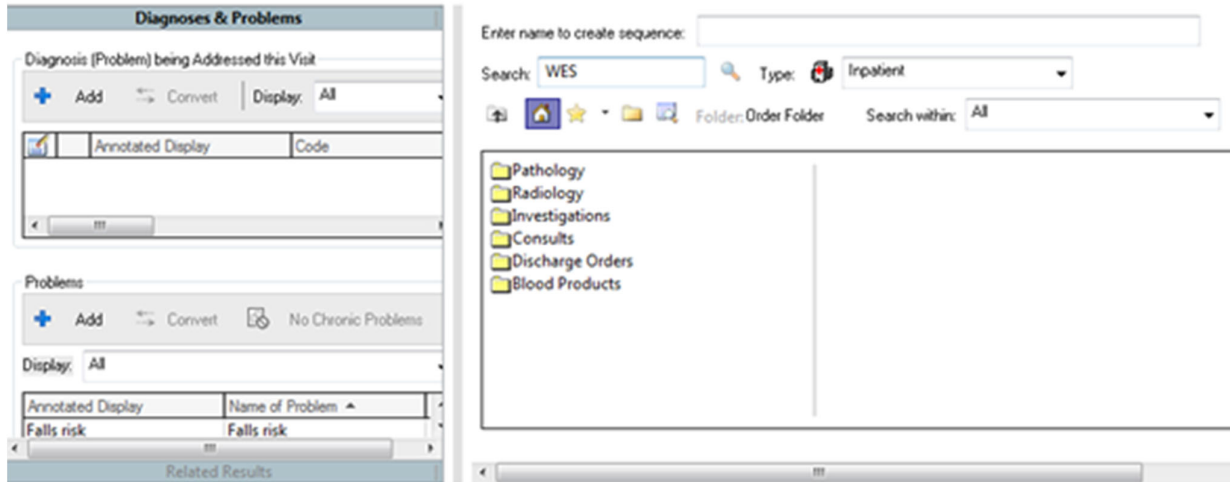 Diagnoses & Problems
Diagnosis (Problem) being Addressed this Visit
Add Convert Display: All
Annotated Display Code
Problems
Add Convert No Chronic Problems
Display: All
Annotated Display Name of Problem
Falls risk Falls risk
Related Results
Enter name to create sequence:
Search: WES Type: Inpatient
Folder: Order Folder Search within: All
Pathology
Radiology
Investigations
Consults
Discharge Orders
Blood Products